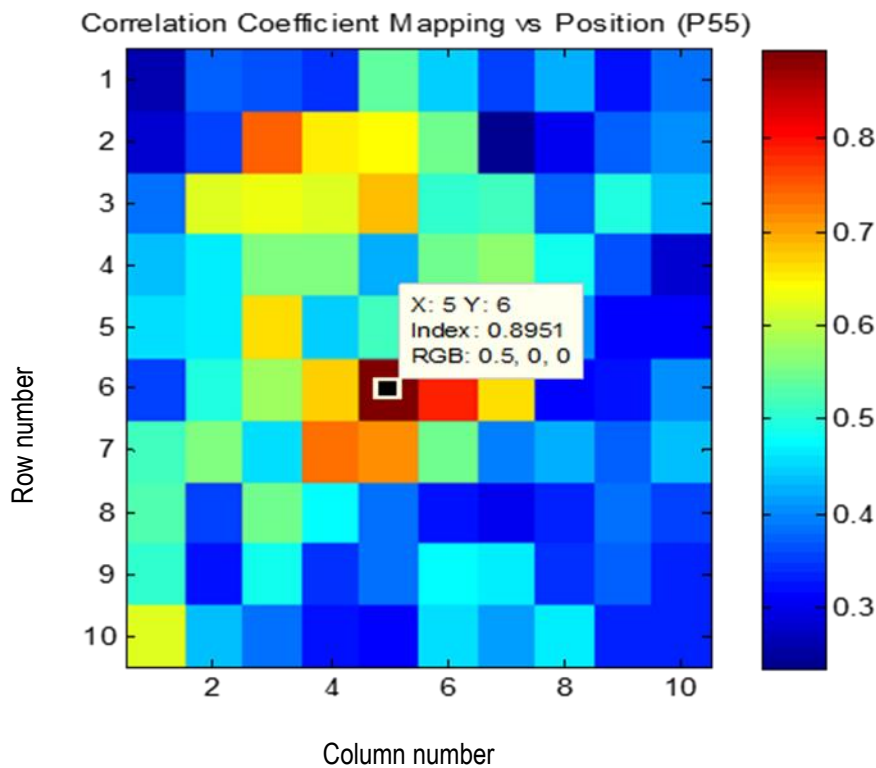 Correlation Coefficient Mapping vs Position (P55)
1
2
3
4
5
6
7
8
9
10
2 4 6 8 10
X: 5 Y: 6
Index: 0.8951
RGB: 0.5, 0, 0
0.8
0.7
0.6
0.5
0.4
0.3
Row number
Column number